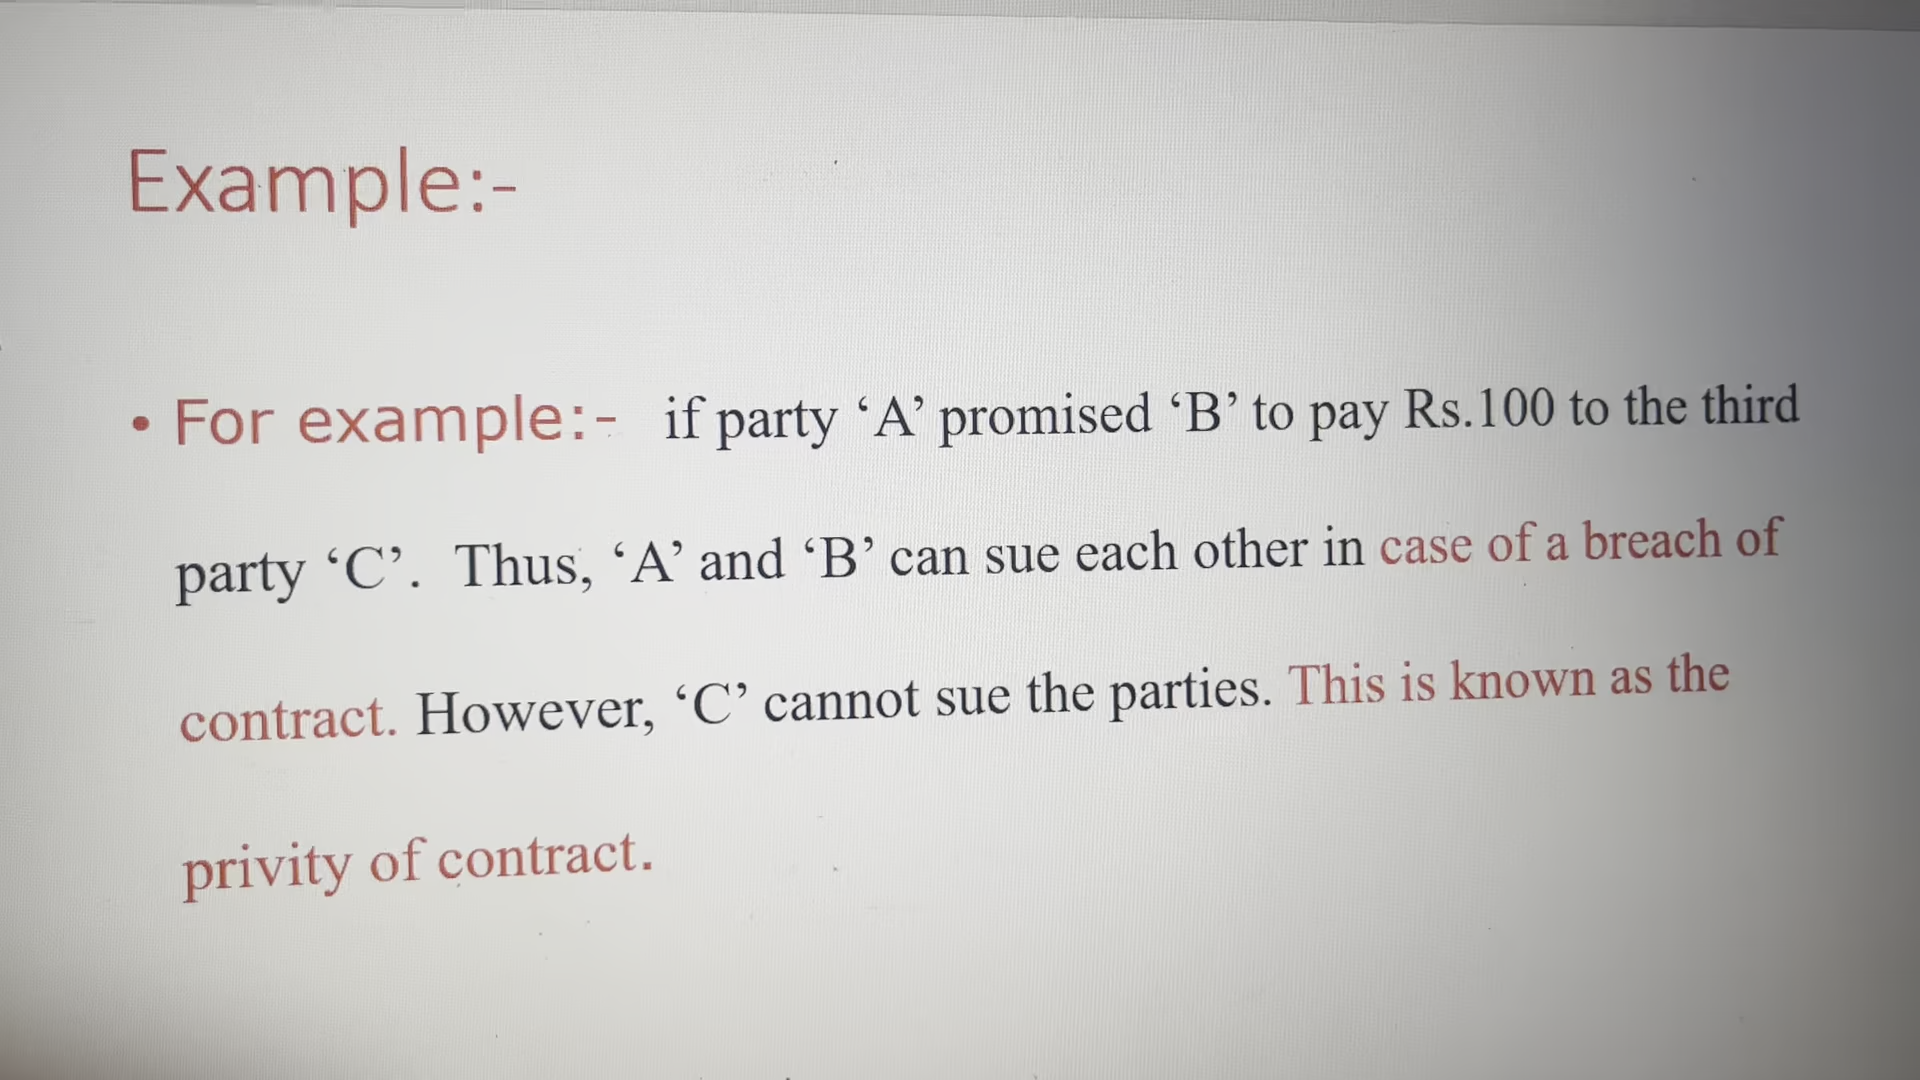 Example:-
• For example:- if party ‘A’ promised ‘B’ to pay Rs.100 to the third
party ‘C’. Thus, ‘A’ and ‘B’ can sue each other in case of a breach of
contract. However, ‘C’ cannot sue the parties. This is known as the
privity of contract.